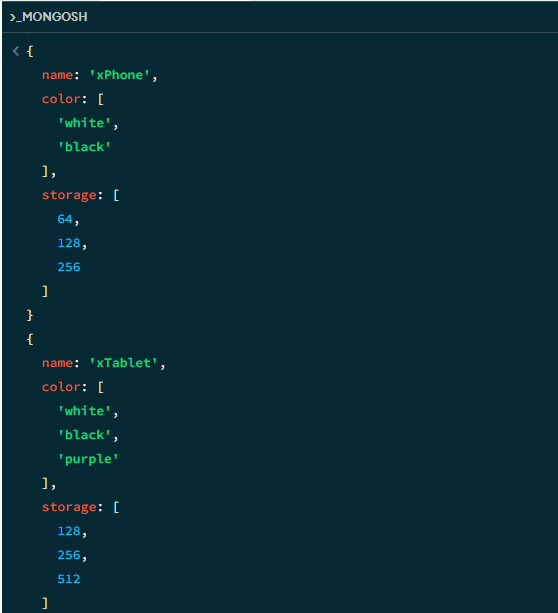 >_MONGOSH
< {
name: 'xPhone',
color: [
'white',
'black'
],
storage: [
64,
128,
256
]
}
{
name: 'xTablet',
color: [
'white',
'black',
'purple'
],
storage: [
128,
256,
512
]